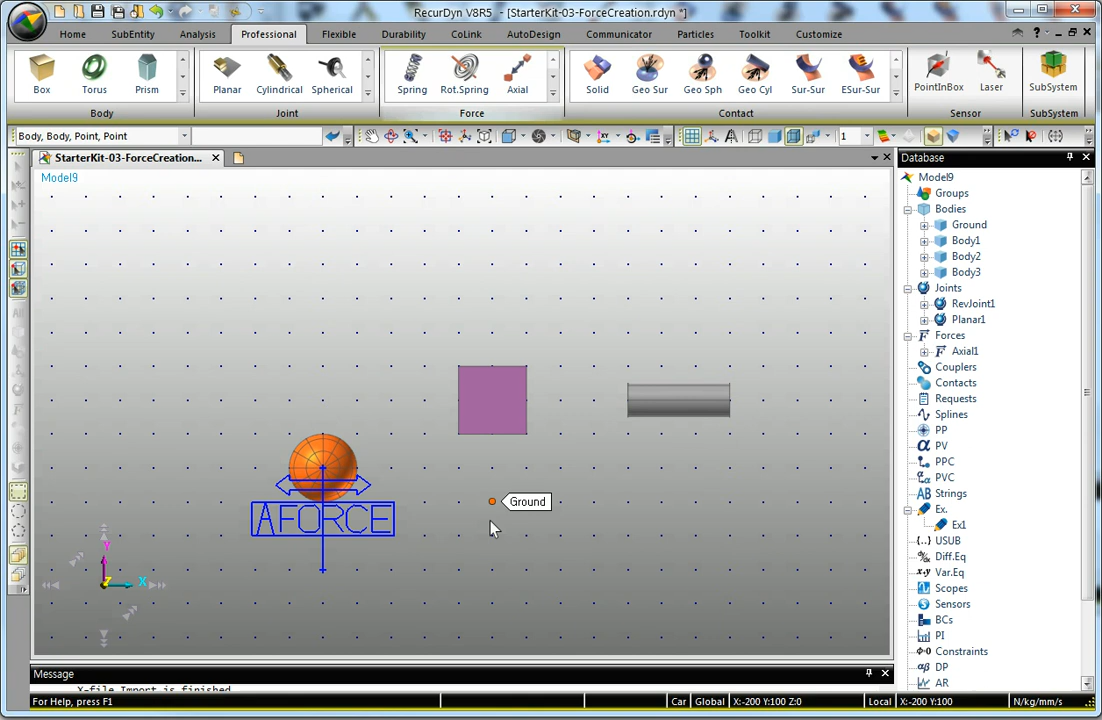 RecurDyn V8R5 - [StarterKit-03-ForceCreation.rdyn *]
Home SubEntity Analysis Professional Flexible Durability CoLink AutoDesign Communicator Particles Toolkit Customize
Box Torus Prism Planar Cylindrical Spherical Spring Rot.Spring Axial Solid Geo Sur Geo Sph Geo Cyl Sur-Sur ESur-Sur PointInBox Laser SubSystem
Body Joint Force Contact Sensor SubSystem
Body, Body, Point, Point
1
StarterKit-03-ForceCreation...
Database
Model9
Model9
Groups
Bodies
Ground
Body1
Body2
Body3
Joints
RevJoint1
Planar1
Forces
Axial1
Couplers
Contacts
Requests
Splines
PP
PV
PPC
PVC
Strings
Ex.
Ex1
USUB
Diff.Eq
Var.Eq
Scopes
Sensors
BCs
PI
Constraints
DP
AR
Ground
AFORCE
Y
Z
X
Message
X-file Import is finished
For Help, press F1
Car Global X:-200 Y:100 Z:0 Local X:-200 Y:100 N/kg/mm/s